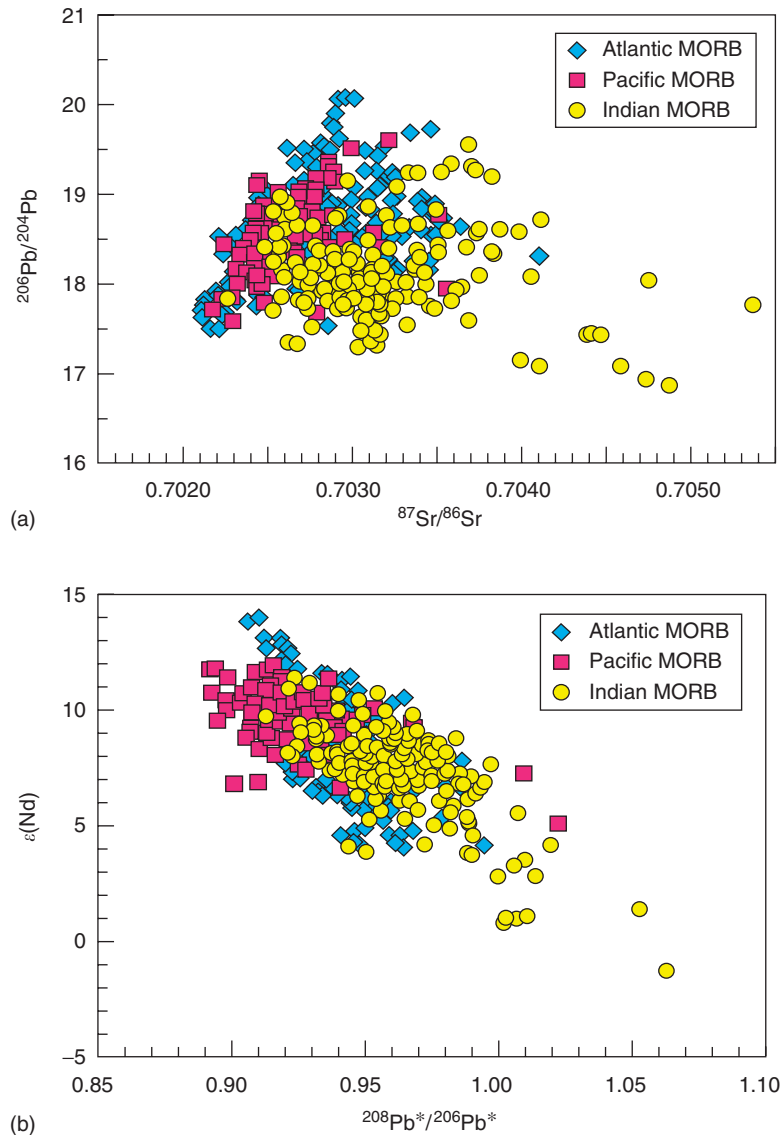 21
20
19
18
17
16
²⁰⁶Pb/²⁰⁴Pb
Atlantic MORB
Pacific MORB
Indian MORB
0.7020 0.7030 0.7040 0.7050
(a)
⁸⁷Sr/⁸⁶Sr
15
10
5
0
−5
ε(Nd)
Atlantic MORB
Pacific MORB
Indian MORB
0.85 0.90 0.95 1.00 1.05 1.10
(b)
²⁰⁸Pb*/²⁰⁶Pb*